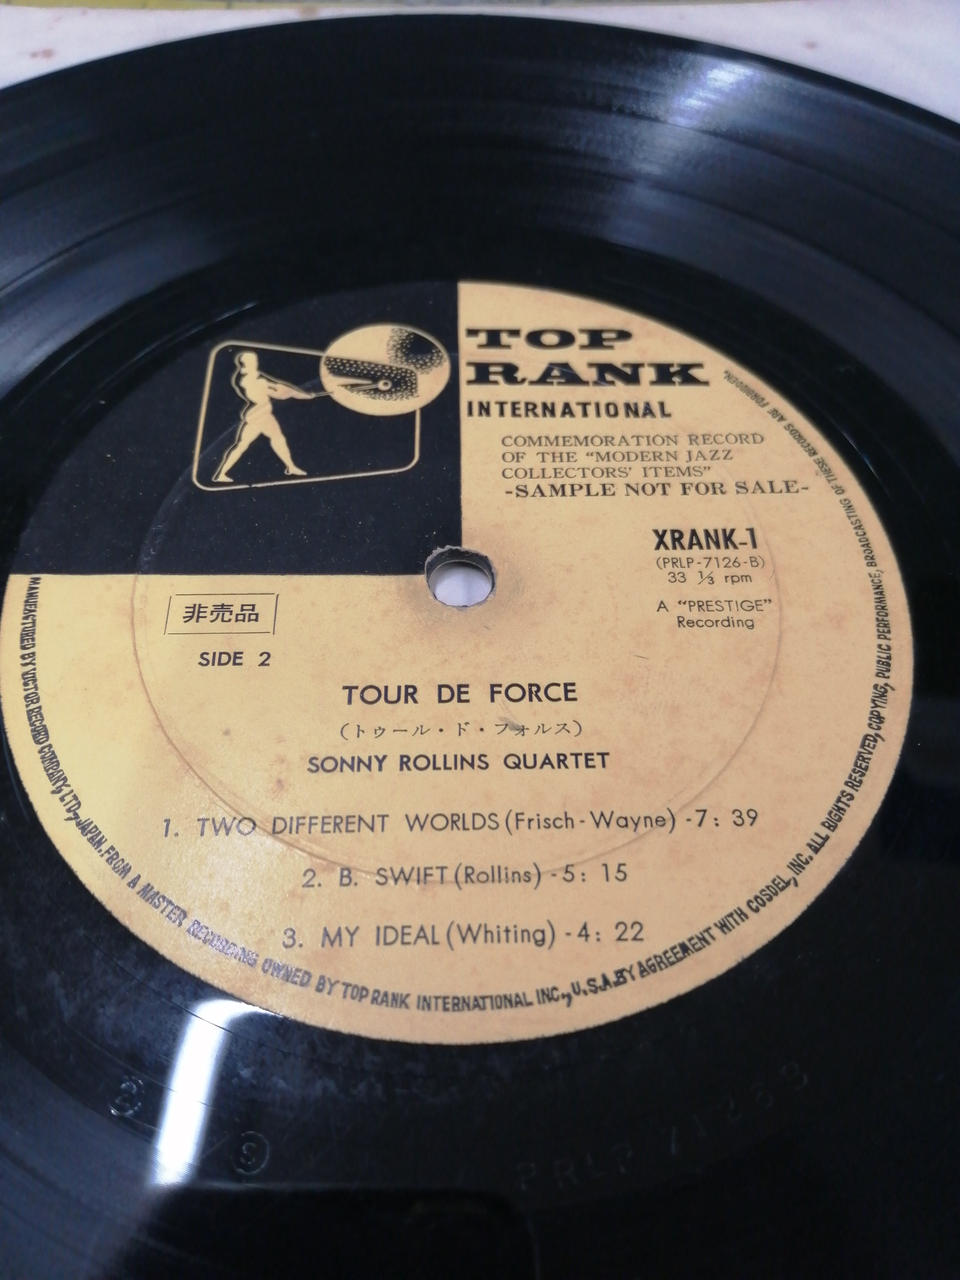 TOP
RANK
INTERNATIONAL
COMMEMORATION RECORD
OF THE "MODERN JAZZ
COLLECTORS' ITEMS"
-SAMPLE NOT FOR SALE-
XRANK-1
(PRLP-7126-B)
33 ⅓ rpm
A "PRESTIGE"
Recording
非売品
SIDE 2
TOUR DE FORCE
(トゥール・ド・フォルス)
SONNY ROLLINS QUARTET
1. TWO DIFFERENT WORLDS (Frisch-Wayne) -7: 39
2. B. SWIFT (Rollins) -5: 15
3. MY IDEAL (Whiting) -4: 22
MANUFACTURED BY VICTOR RECORD COMPANY, LTD., JAPAN. FROM A MASTER RECORDING OWNED BY TOP RANK INTERNATIONAL INC., U.S.A. BY AGREEMENT WITH COSDEL, INC. ALL RIGHTS RESERVED, COPYING, PUBLIC PERFORMANCE, BROADCASTING OF THESE RECORDS ARE FORBIDDEN.
S
PRLP 7126